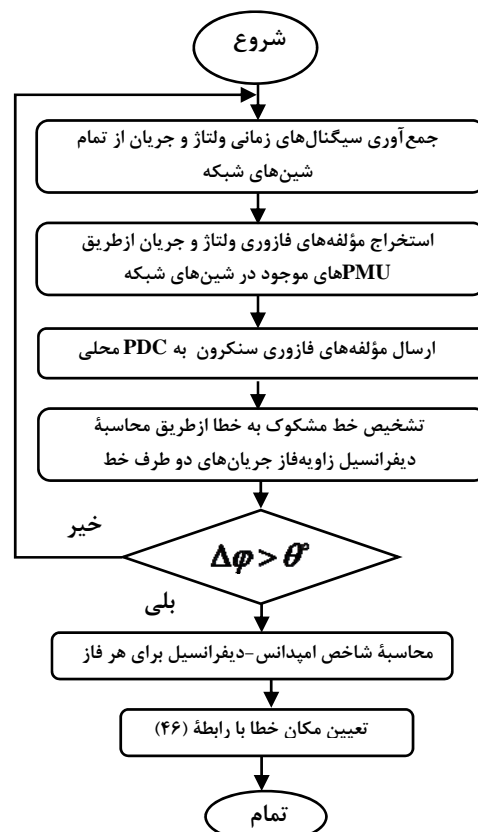 شروع
جمع‌آوری سیگنال‌های زمانی ولتاژ و جریان از تمام
شین‌های شبکه
استخراج مؤلفه‌های فازوری ولتاژ و جریان ازطریق
PMUهای موجود در شین‌های شبکه
ارسال مؤلفه‌های فازوری سنکرون به PDC محلی
تشخیص خط مشکوک به خطا ازطریق محاسبۀ
دیفرانسیل زاویه‌فاز جریان‌های دو طرف خط
خیر
Δφ > θ°
بلی
محاسبۀ شاخص امپدانس-دیفرانسیل برای هر فاز
تعیین مکان خطا با رابطۀ (۴۶)
تمام